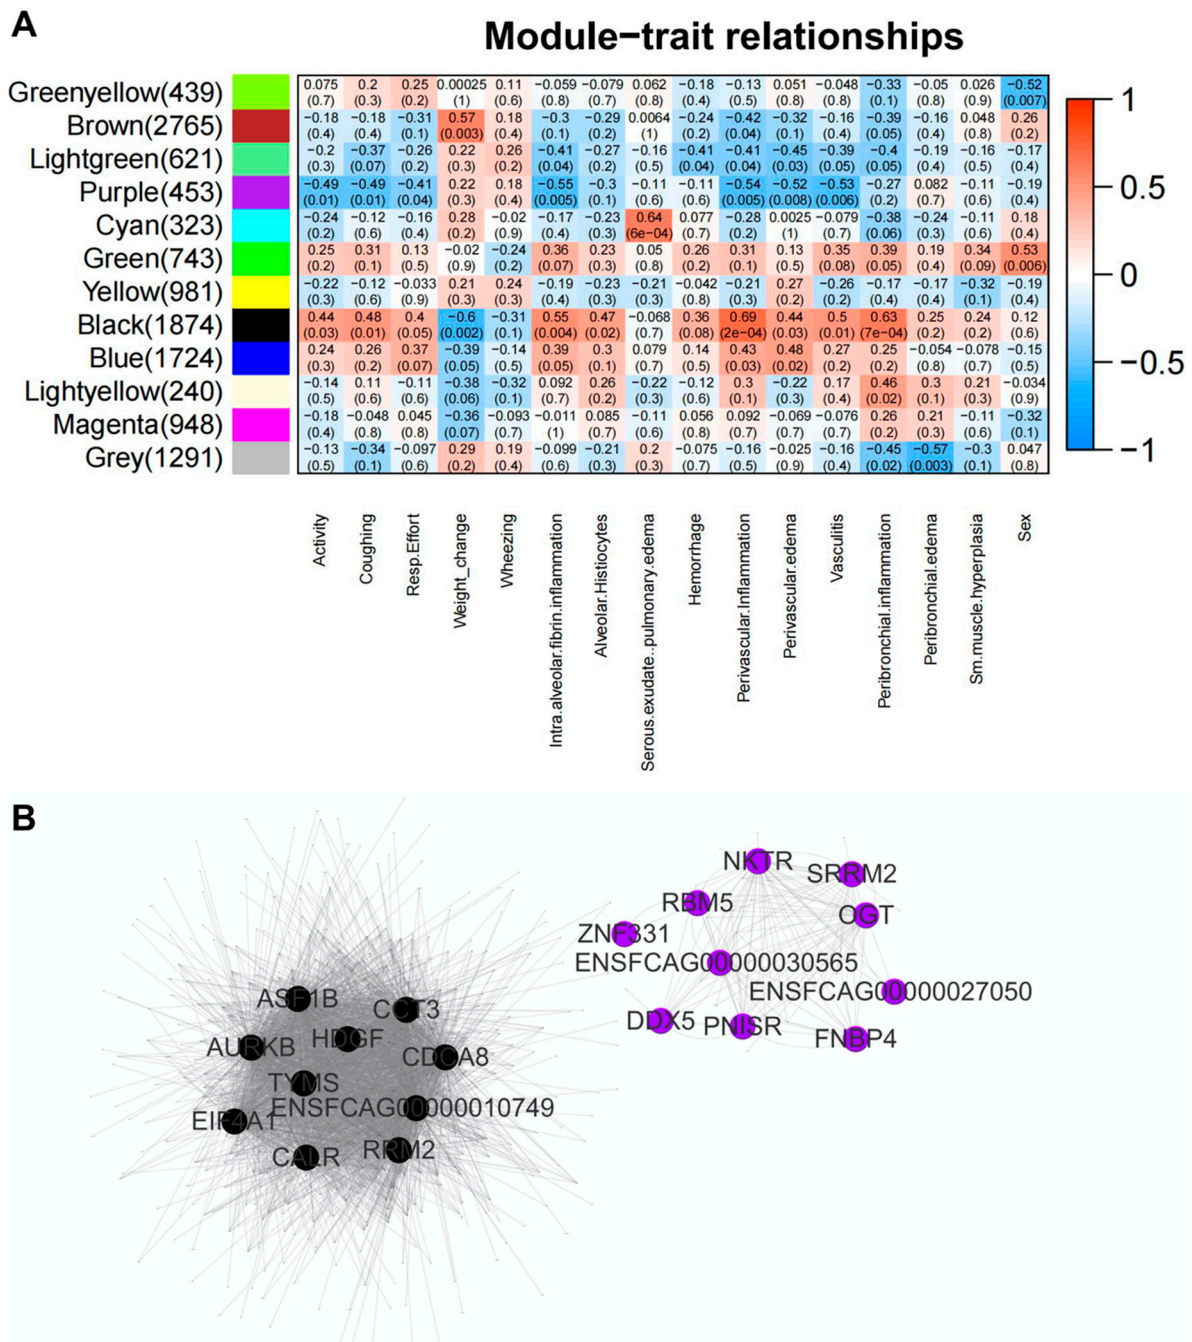 A
Module−trait relationships
Greenyellow(439)
0.075 0.2 0.25 0.00025 0.11 −0.059 −0.079 0.062 −0.18 −0.13 0.051 −0.048 −0.33 −0.05 0.026 −0.52
(0.7) (0.3) (0.2) (1) (0.6) (0.8) (0.7) (0.8) (0.4) (0.5) (0.8) (0.8) (0.1) (0.8) (0.9) (0.007)
Brown(2765)
−0.18 −0.18 −0.31 0.57 0.18 −0.3 −0.29 0.0064 −0.24 −0.42 −0.32 −0.16 −0.39 −0.16 0.048 0.26
(0.4) (0.4) (0.1) (0.003) (0.4) (0.1) (0.2) (1) (0.2) (0.04) (0.1) (0.4) (0.05) (0.4) (0.8) (0.2)
Lightgreen(621)
−0.2 −0.37 −0.26 0.22 0.26 −0.41 −0.27 −0.16 −0.41 −0.41 −0.45 −0.39 −0.4 −0.19 −0.16 −0.17
(0.3) (0.07) (0.2) (0.3) (0.2) (0.04) (0.2) (0.5) (0.04) (0.04) (0.03) (0.05) (0.05) (0.4) (0.5) (0.4)
Purple(453)
−0.49 −0.49 −0.41 0.22 0.18 −0.55 −0.3 −0.11 −0.11 −0.54 −0.52 −0.53 −0.27 0.082 −0.11 −0.19
(0.01) (0.01) (0.04) (0.3) (0.4) (0.005) (0.1) (0.6) (0.6) (0.005) (0.008) (0.006) (0.2) (0.7) (0.6) (0.4)
Cyan(323)
−0.24 −0.12 −0.16 0.28 −0.02 −0.17 −0.23 0.64 0.077 −0.28 0.0025 −0.079 −0.38 −0.24 −0.11 0.18
(0.2) (0.6) (0.4) (0.2) (0.9) (0.4) (0.3) (6e−04) (0.7) (0.2) (1) (0.7) (0.06) (0.3) (0.6) (0.4)
Green(743)
0.25 0.31 0.13 −0.02 −0.24 0.36 0.23 0.05 0.26 0.31 0.13 0.35 0.39 0.19 0.34 0.53
(0.2) (0.1) (0.5) (0.9) (0.2) (0.07) (0.3) (0.8) (0.2) (0.1) (0.5) (0.08) (0.05) (0.4) (0.09) (0.006)
Yellow(981)
−0.22 −0.12 −0.033 0.21 0.24 −0.19 −0.23 −0.21 −0.042 −0.21 0.27 −0.26 −0.17 −0.17 −0.32 −0.19
(0.3) (0.6) (0.9) (0.3) (0.3) (0.4) (0.3) (0.3) (0.8) (0.3) (0.2) (0.2) (0.4) (0.4) (0.1) (0.4)
Black(1874)
0.44 0.48 0.4 −0.6 −0.31 0.55 0.47 −0.068 0.36 0.69 0.44 0.5 0.63 0.25 0.24 0.12
(0.03) (0.01) (0.05) (0.002) (0.1) (0.004) (0.02) (0.7) (0.08) (2e−04) (0.03) (0.01) (7e−04) (0.2) (0.2) (0.6)
Blue(1724)
0.24 0.26 0.37 −0.39 −0.14 0.39 0.3 0.079 0.14 0.43 0.48 0.27 0.25 −0.054 −0.078 −0.15
(0.3) (0.2) (0.07) (0.05) (0.5) (0.05) (0.1) (0.7) (0.5) (0.03) (0.02) (0.2) (0.2) (0.8) (0.7) (0.5)
Lightyellow(240)
−0.14 0.11 −0.11 −0.38 −0.32 0.092 0.26 −0.22 −0.12 0.3 −0.22 0.17 0.46 0.3 0.21 −0.034
(0.5) (0.6) (0.6) (0.06) (0.1) (0.7) (0.2) (0.3) (0.6) (0.1) (0.3) (0.4) (0.02) (0.1) (0.3) (0.9)
Magenta(948)
−0.18 −0.048 0.045 −0.36 −0.093 −0.011 0.085 −0.11 0.056 0.092 −0.069 −0.076 0.26 0.21 −0.11 −0.32
(0.4) (0.8) (0.8) (0.07) (0.7) (1) (0.7) (0.6) (0.8) (0.7) (0.7) (0.7) (0.2) (0.3) (0.6) (0.1)
Grey(1291)
−0.13 −0.34 −0.097 0.29 0.19 −0.099 −0.21 0.2 −0.075 −0.16 −0.025 −0.16 −0.45 −0.57 −0.3 0.047
(0.5) (0.1) (0.6) (0.2) (0.4) (0.6) (0.3) (0.3) (0.7) (0.5) (0.9) (0.4) (0.02) (0.003) (0.1) (0.8)
1
0.5
0
−0.5
−1
Activity
Coughing
Resp.Effort
Weight_change
Wheezing
Intra.alveolar.fibrin.inflammation
Alveolar.Histiocytes
Serous.exudate..pulmonary.edema
Hemorrhage
Perivascular.Inflammation
Perivascular.edema
Vasculitis
Peribronchial.inflammation
Peribronchial.edema
Sm.muscle.hyperplasia
Sex
B
NKTR
SRRM2
RBM5
OGT
ZNF331
ENSFCAG00000030565
ENSFCAG00000027050
DDX5
PNISR
FNBP4
ASF1B
CCT3
HDGF
AURKB
CDCA8
TYMS
ENSFCAG00000010749
EIF4A1
CALR
RRM2